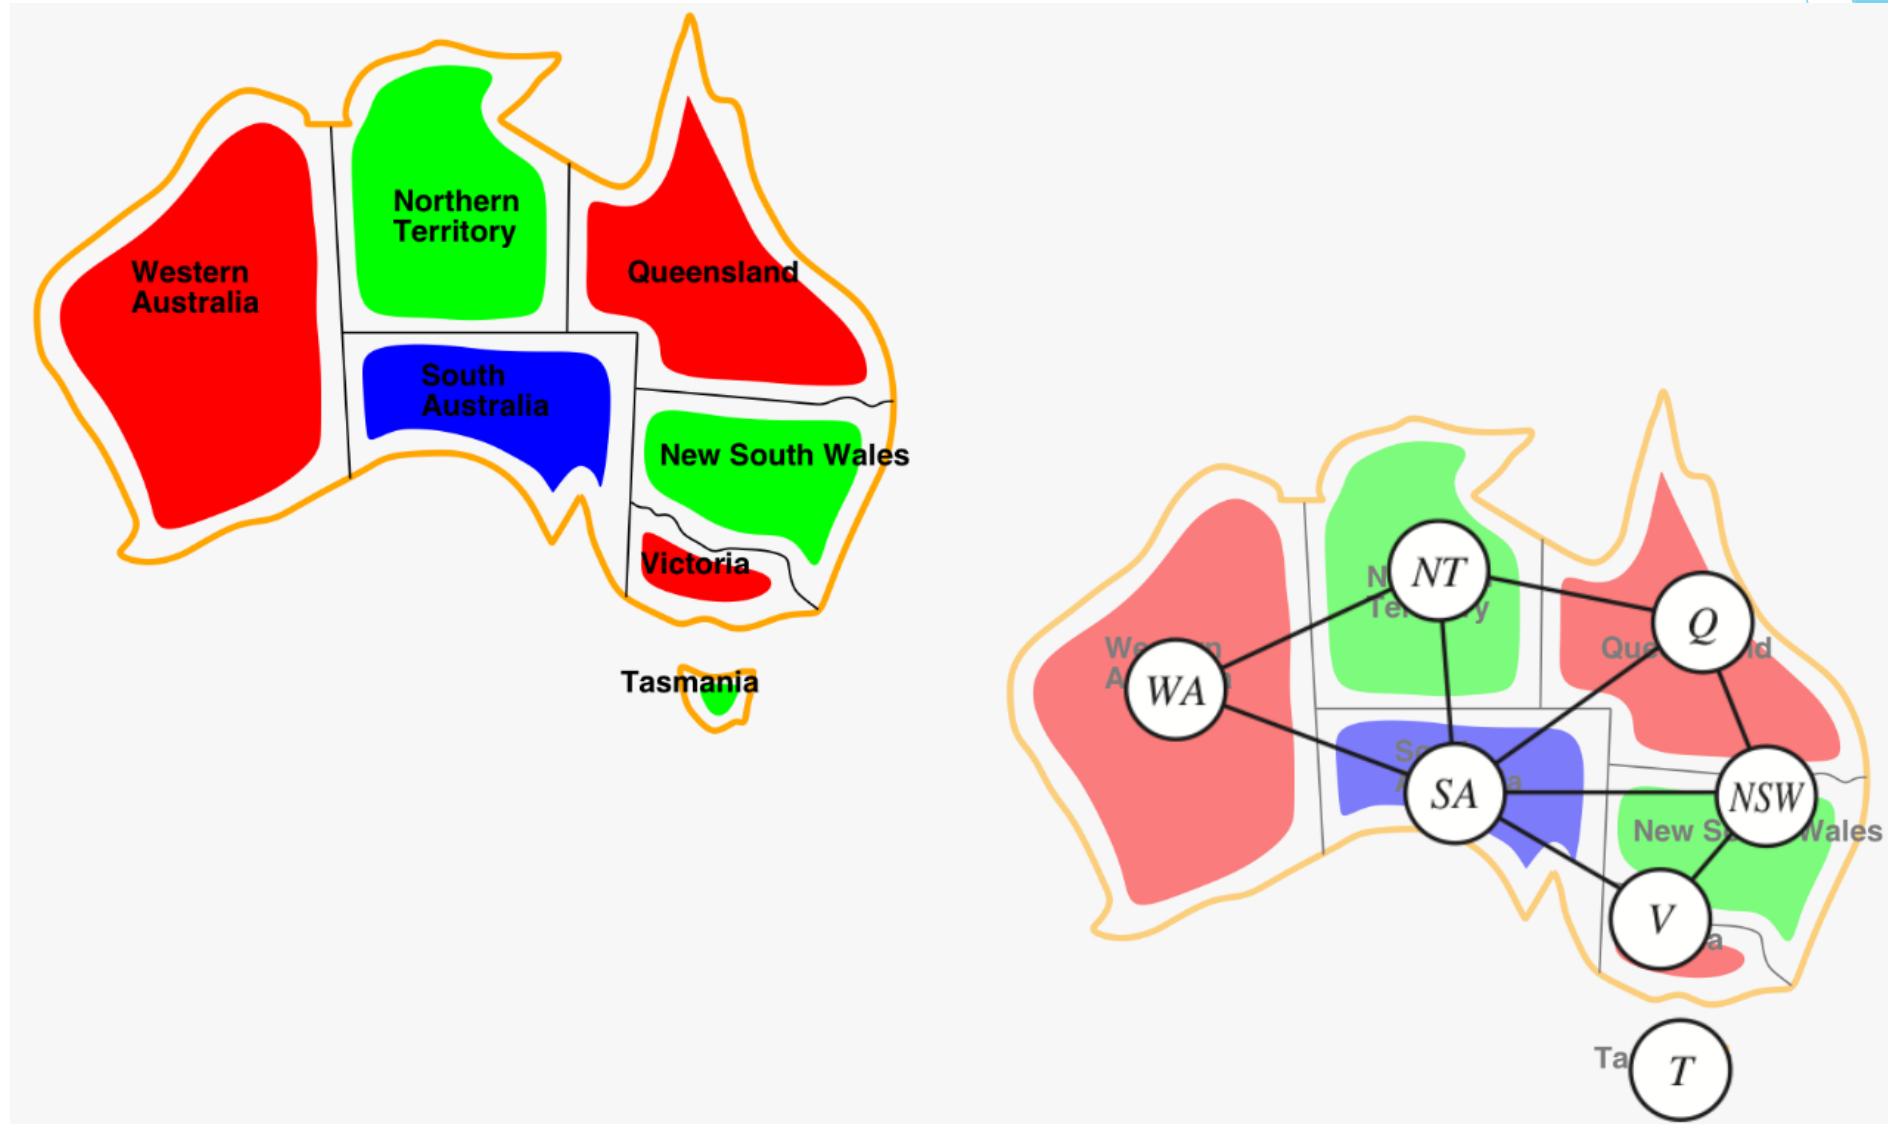 Northern
Territory
Western
Australia
Queensland
South
Australia
New South Wales
Victoria
Tasmania
NT
Q
WA
SA
NSW
V
T